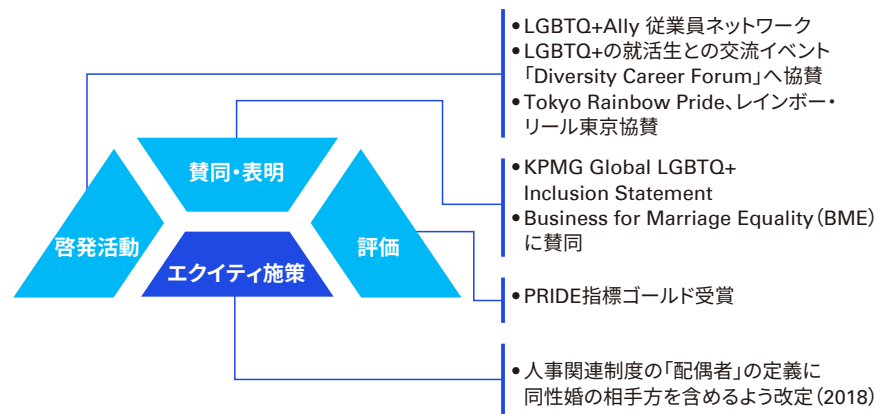 賛同・表明
啓発活動
エクイティ施策
評価
•LGBTQ+Ally 従業員ネットワーク
•LGBTQ+の就活生との交流イベント
「Diversity Career Forum」へ協賛
•Tokyo Rainbow Pride、レインボー・
リール東京協賛
•KPMG Global LGBTQ+
Inclusion Statement
•Business for Marriage Equality（BME）
に賛同
•PRIDE指標ゴールド受賞
•人事関連制度の「配偶者」の定義に
同性婚の相手方を含めるよう改定（2018）